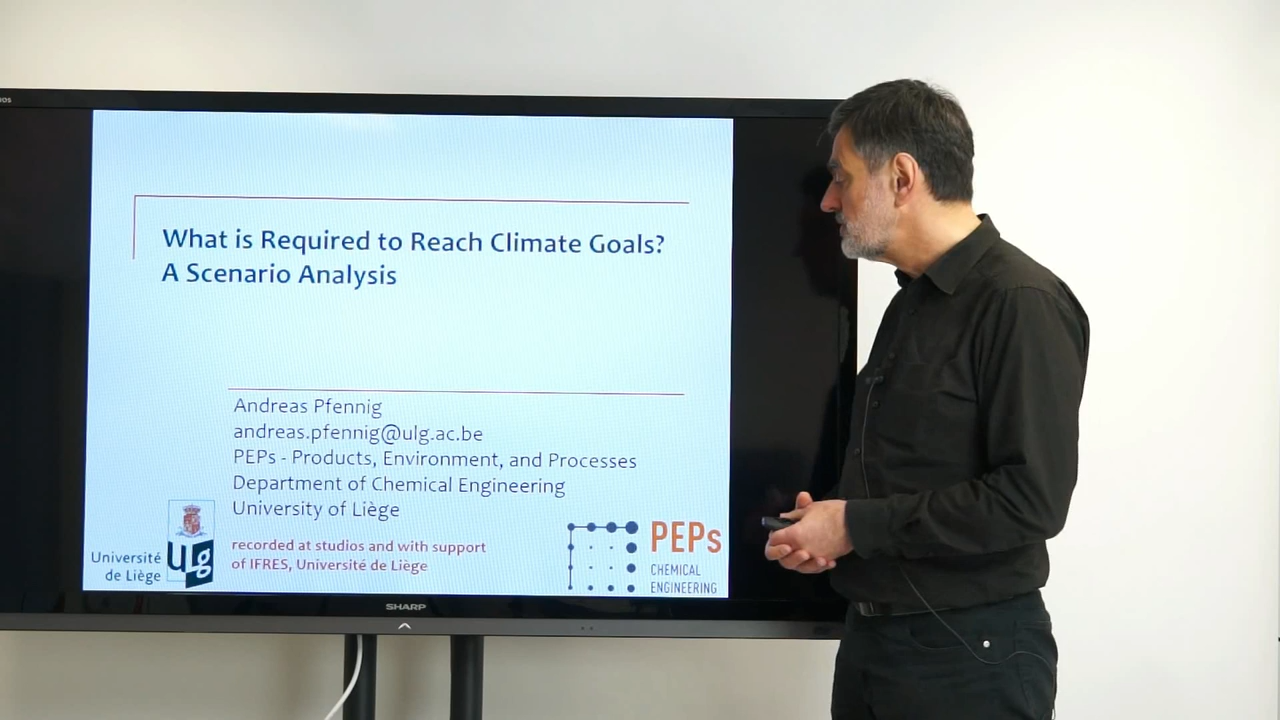 What is Required to Reach Climate Goals?
A Scenario Analysis
Andreas Pfennig
andreas.pfennig@ulg.ac.be
PEPs - Products, Environment, and Processes
Department of Chemical Engineering
University of Liège
recorded at studios and with support
of IFRES, Université de Liège
Université
de Liège
ulg
PEPs
CHEMICAL
ENGINEERING
SHARP